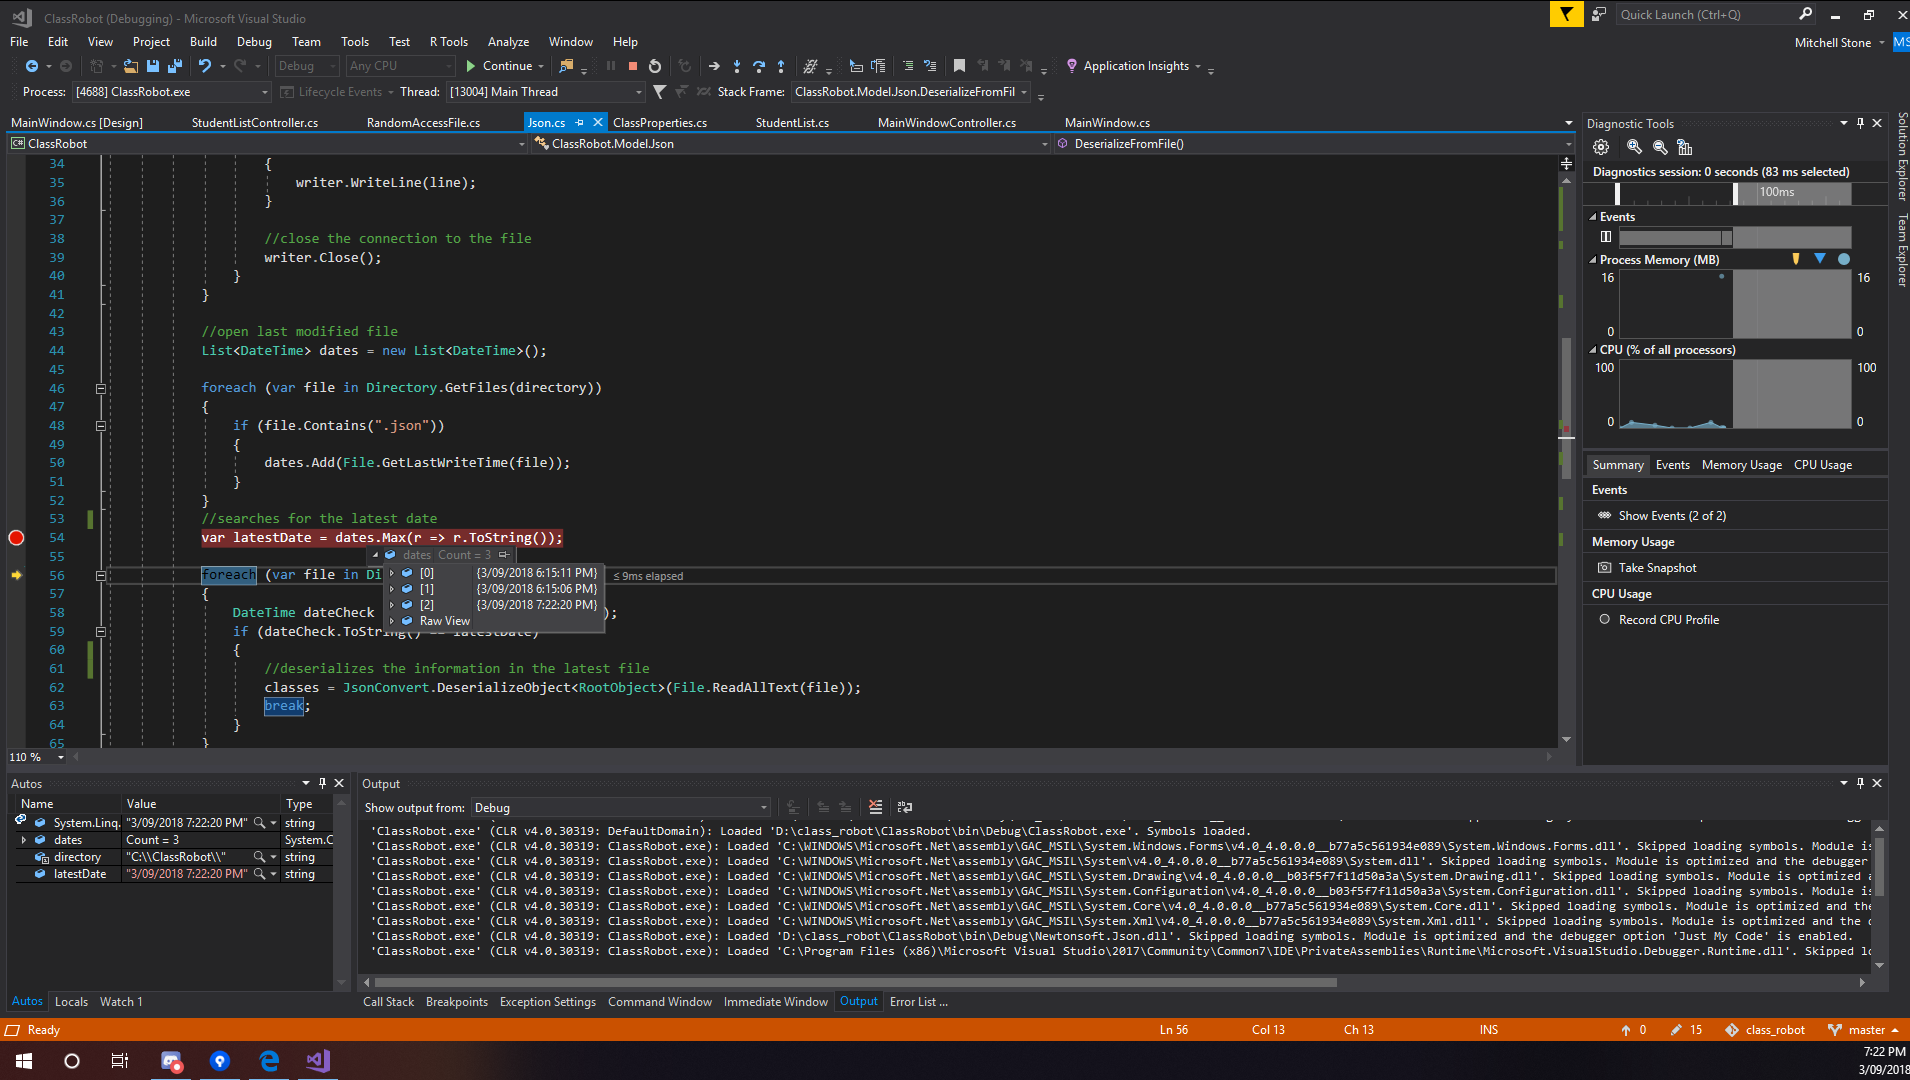 ClassRobot (Debugging) - Microsoft Visual Studio
Quick Launch (Ctrl+Q)
File Edit View Project Build Debug Team Tools Test R Tools Analyze Window Help
Mitchell Stone
MS
Debug Any CPU Continue Application Insights
Process: [4688] ClassRobot.exe Lifecycle Events Thread: [13004] Main Thread Stack Frame: ClassRobot.Model.Json.DeserializeFromFil
MainWindow.cs [Design] StudentListController.cs RandomAccessFile.cs Json.cs ClassProperties.cs StudentList.cs MainWindowController.cs MainWindow.cs
C# ClassRobot ClassRobot.Model.Json DeserializeFromFile()
34 {
35 writer.WriteLine(line);
36 }
37
38 //close the connection to the file
39 writer.Close();
40 }
41 }
42
43 //open last modified file
44 List<DateTime> dates = new List<DateTime>();
45
46 foreach (var file in Directory.GetFiles(directory))
47 {
48 if (file.Contains(".json"))
49 {
50 dates.Add(File.GetLastWriteTime(file));
51 }
52 }
53 //searches for the latest date
54 var latestDate = dates.Max(r => r.ToString());
55
dates Count = 3
56 foreach (var file in Di
≤ 9ms elapsed
[0] {3/09/2018 6:15:11 PM}
[1] {3/09/2018 6:15:06 PM}
[2] {3/09/2018 7:22:20 PM}
Raw View
57 {
58 DateTime dateCheck );
59 if (dateCheck.ToString() == latestDate)
60 {
61 //deserializes the information in the latest file
62 classes = JsonConvert.DeserializeObject<RootObject>(File.ReadAllText(file));
63 break;
64 }
65 }
110 %
Diagnostic Tools
Diagnostics session: 0 seconds (83 ms selected)
100ms
Events
Process Memory (MB)
16 16
0 0
CPU (% of all processors)
100 100
0 0
Summary Events Memory Usage CPU Usage
Events
Show Events (2 of 2)
Memory Usage
Take Snapshot
CPU Usage
Record CPU Profile
Solution Explorer
Team Explorer
Autos
Name Value Type
System.Linq. "3/09/2018 7:22:20 PM" string
dates Count = 3 System.C
directory "C:\\ClassRobot\\" string
latestDate "3/09/2018 7:22:20 PM" string
Autos Locals Watch 1
Output
Show output from: Debug
'ClassRobot.exe' (CLR v4.0.30319: DefaultDomain): Loaded 'D:\class_robot\ClassRobot\bin\Debug\ClassRobot.exe'. Symbols loaded.
'ClassRobot.exe' (CLR v4.0.30319: ClassRobot.exe): Loaded 'C:\WINDOWS\Microsoft.Net\assembly\GAC_MSIL\System.Windows.Forms\v4.0_4.0.0.0__b77a5c561934e089\System.Windows.Forms.dll'. Skipped loading symbols. Module is
'ClassRobot.exe' (CLR v4.0.30319: ClassRobot.exe): Loaded 'C:\WINDOWS\Microsoft.Net\assembly\GAC_MSIL\System\v4.0_4.0.0.0__b77a5c561934e089\System.dll'. Skipped loading symbols. Module is optimized and the debugger
'ClassRobot.exe' (CLR v4.0.30319: ClassRobot.exe): Loaded 'C:\WINDOWS\Microsoft.Net\assembly\GAC_MSIL\System.Drawing\v4.0_4.0.0.0__b03f5f7f11d50a3a\System.Drawing.dll'. Skipped loading symbols. Module is optimized a
'ClassRobot.exe' (CLR v4.0.30319: ClassRobot.exe): Loaded 'C:\WINDOWS\Microsoft.Net\assembly\GAC_MSIL\System.Configuration\v4.0_4.0.0.0__b03f5f7f11d50a3a\System.Configuration.dll'. Skipped loading symbols. Module is
'ClassRobot.exe' (CLR v4.0.30319: ClassRobot.exe): Loaded 'C:\WINDOWS\Microsoft.Net\assembly\GAC_MSIL\System.Core\v4.0_4.0.0.0__b77a5c561934e089\System.Core.dll'. Skipped loading symbols. Module is optimized and the d
'ClassRobot.exe' (CLR v4.0.30319: ClassRobot.exe): Loaded 'C:\WINDOWS\Microsoft.Net\assembly\GAC_MSIL\System.Xml\v4.0_4.0.0.0__b77a5c561934e089\System.Xml.dll'. Skipped loading symbols. Module is optimized and the de
'ClassRobot.exe' (CLR v4.0.30319: ClassRobot.exe): Loaded 'D:\class_robot\ClassRobot\bin\Debug\Newtonsoft.Json.dll'. Skipped loading symbols. Module is optimized and the debugger option 'Just My Code' is enabled.
'ClassRobot.exe' (CLR v4.0.30319: ClassRobot.exe): Loaded 'C:\Program Files (x86)\Microsoft Visual Studio\2017\Community\Common7\IDE\PrivateAssemblies\Runtime\Microsoft.VisualStudio.Debugger.Runtime.dll'. Skipped lo
Call Stack Breakpoints Exception Settings Command Window Immediate Window Output Error List ...
Ready Ln 56 Col 13 Ch 13 INS 0 15 class_robot master
7:22 PM
3/09/2018